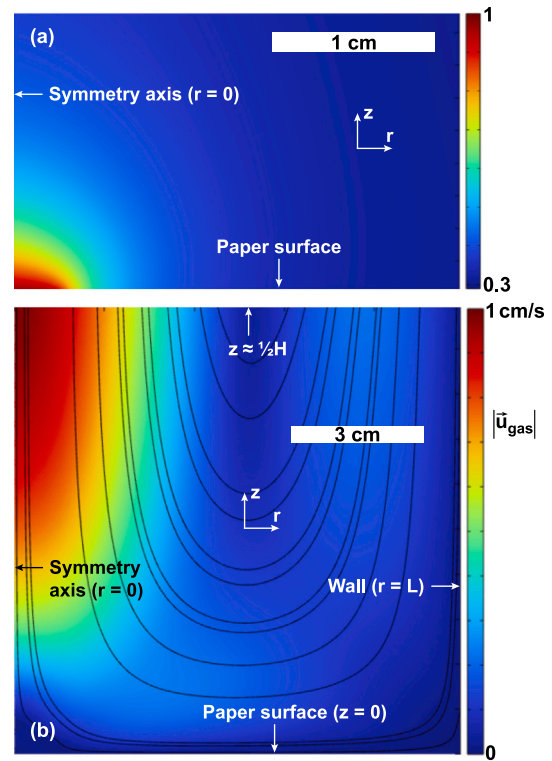 (a)
1 cm
1
Symmetry axis (r = 0)
z
r
Paper surface
0.3
1 cm/s
z ≈ ½H
|u⃗gas|
3 cm
z
r
Symmetry
axis (r = 0)
Wall (r = L)
Paper surface (z = 0)
(b)
0